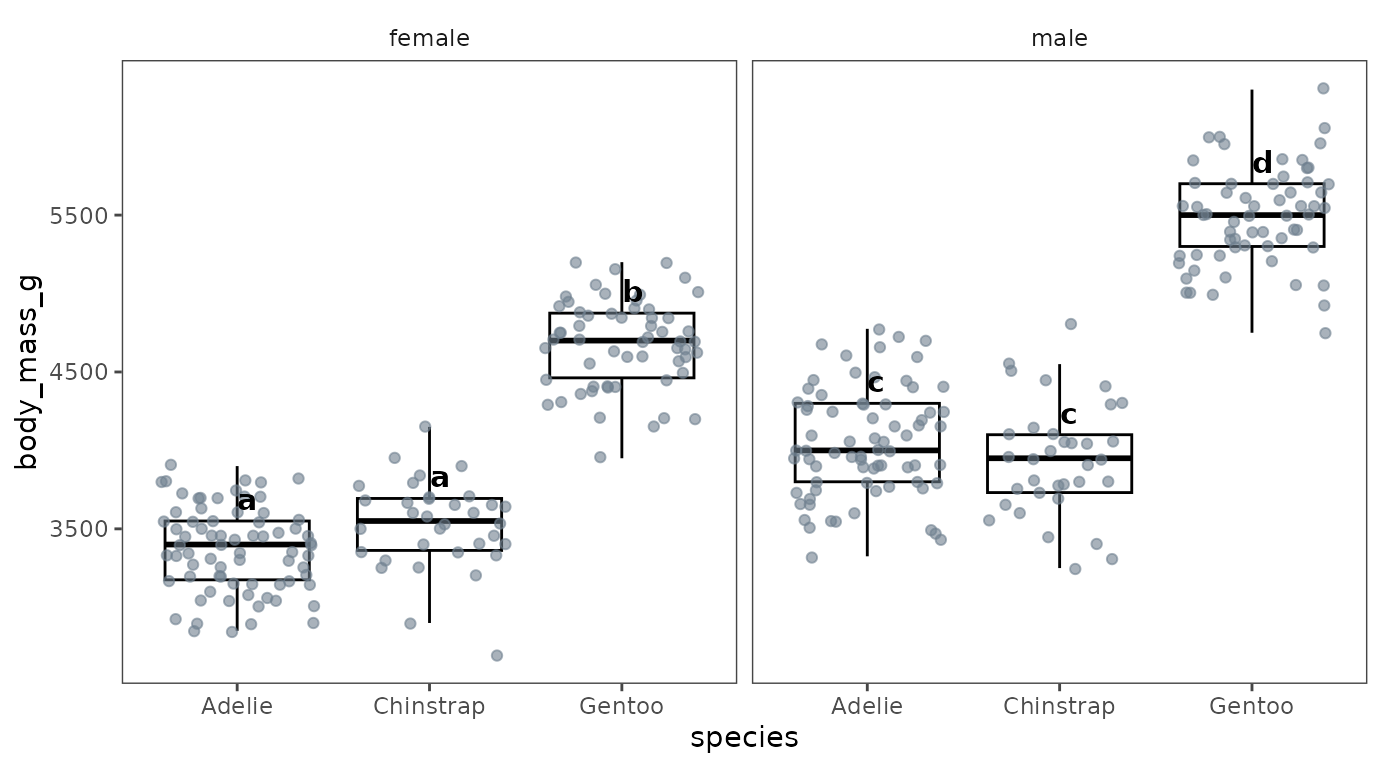 female
male
body_mass_g
5500
4500
3500
a
a
b
c
c
d
Adelie
Chinstrap
Gentoo
Adelie
Chinstrap
Gentoo
species